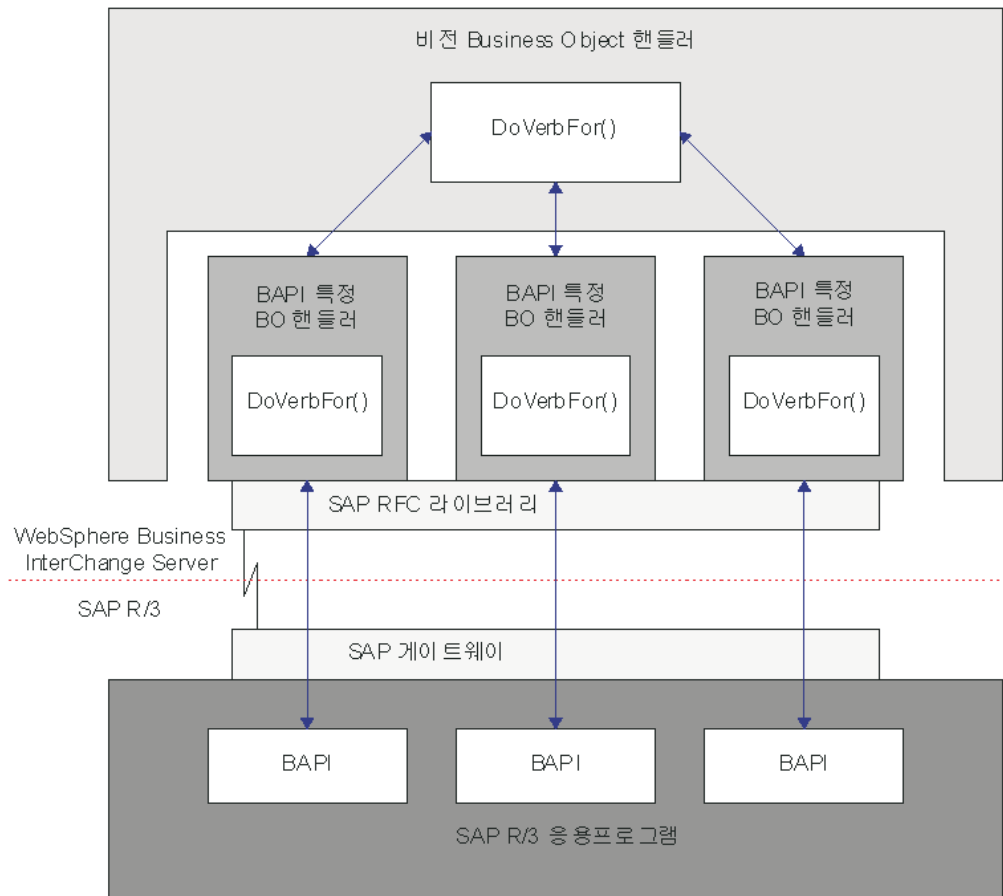 비전 Business Object 핸들러
DoVerbFor()
BAPI 특정
BO 핸들러
DoVerbFor()
BAPI 특정
BO 핸들러
DoVerbFor()
BAPI 특정
BO 핸들러
DoVerbFor()
SAP RFC 라이브러리
WebSphere Business
InterChange Server
SAP R/3
SAP 게이트웨이
BAPI
BAPI
BAPI
SAP R/3 응용프로그램